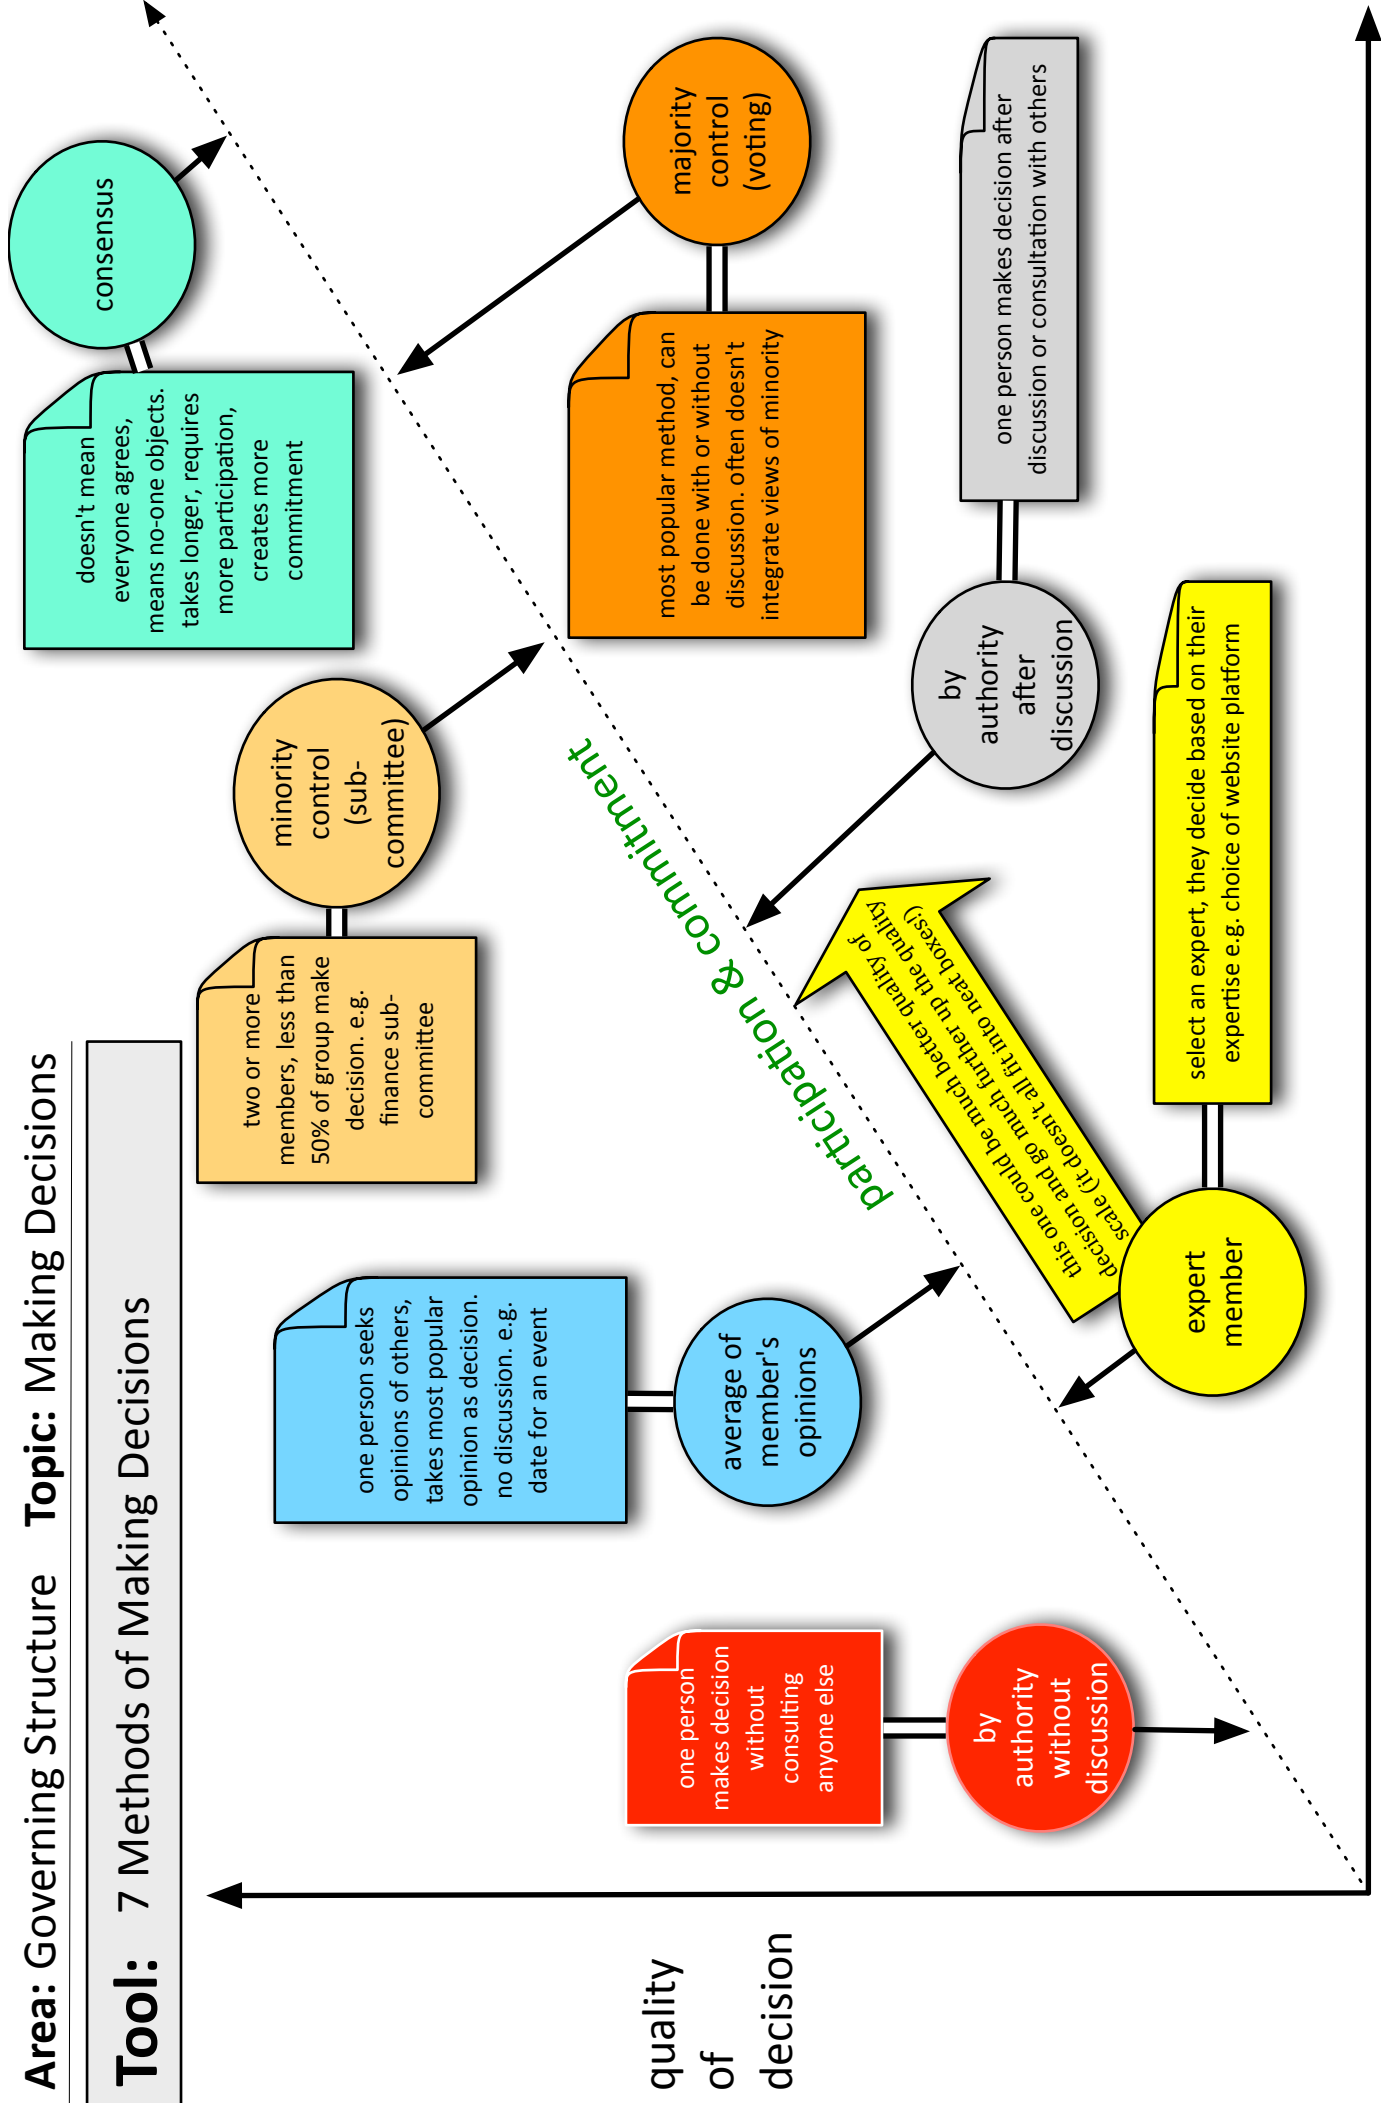 Area: Governing Structure Topic: Making Decisions
Tool: 7 Methods of Making Decisions
quality
of
decision
one person
makes decision
without
consulting
anyone else
by
authority
without
discussion
one person seeks
opinions of others,
takes most popular
opinion as decision.
no discussion. e.g.
date for an event
average of
member's
opinions
two or more
members, less than
50% of group make
decision. e.g.
finance sub-
committee
minority
control
(sub-
committee)
doesn't mean
everyone agrees,
means no-one objects.
takes longer, requires
more participation,
creates more
commitment
consensus
participation & commitment
most popular method, can
be done with or without
discussion. often doesn't
integrate views of minority
majority
control
(voting)
by
authority
after
discussion
one person makes decision after
discussion or consultation with others
this one could be much better quality of
decision and go much further up the quality
scale (it doesn't all fit into neat boxes!)
expert
member
select an expert, they decide based on their
expertise e.g. choice of website platform